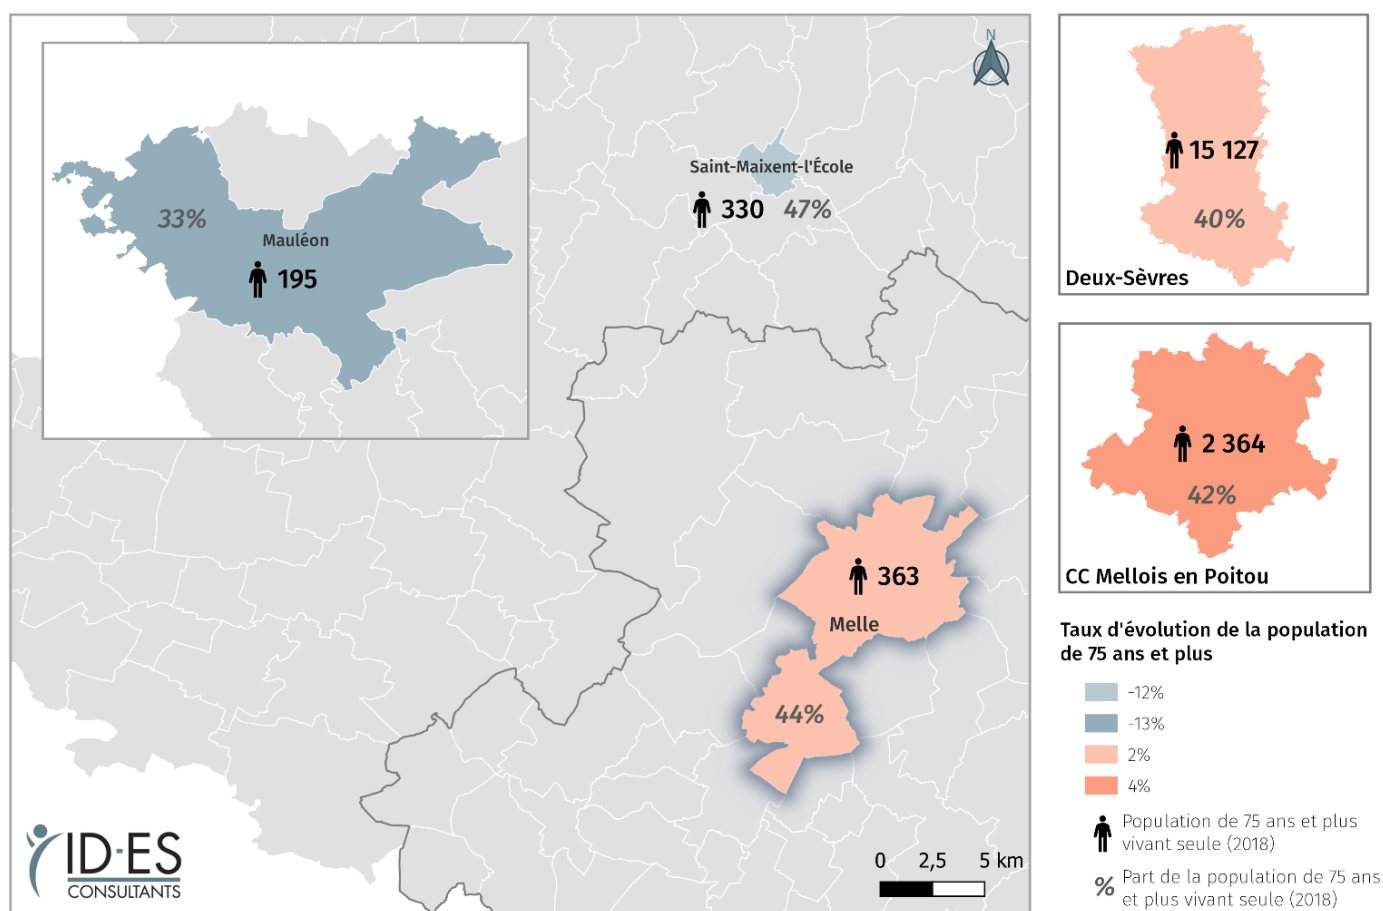 N
Saint-Maixent-l'École
330 47%
33%
Mauléon
195
363
Melle
44%
0 2,5 5 km
ID-ES
CONSULTANTS
15 127
40%
Deux-Sèvres
2 364
42%
CC Mellois en Poitou
Taux d'évolution de la population
de 75 ans et plus
-12%
-13%
2%
4%
Population de 75 ans et plus
vivant seule (2018)
% Part de la population de 75 ans
et plus vivant seule (2018)